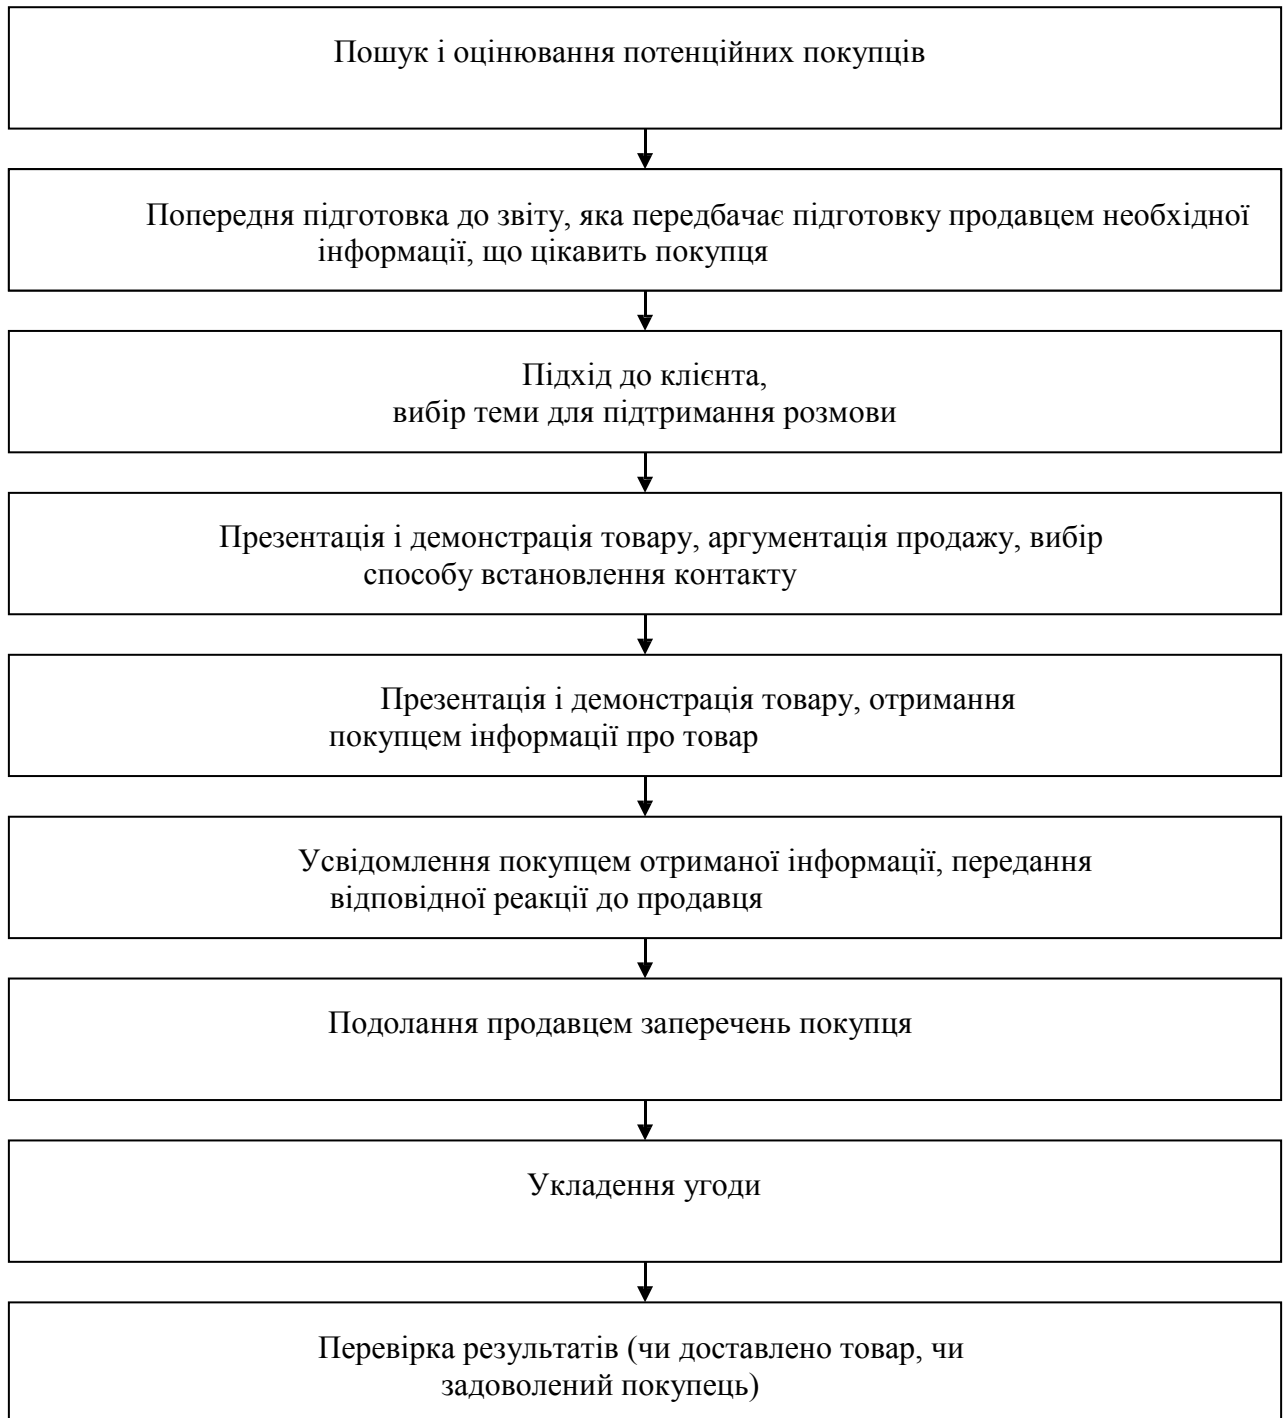 Пошук і оцінювання потенційних покупців
Попередня підготовка до звіту, яка передбачає підготовку продавцем необхідної
інформації, що цікавить покупця
Підхід до клієнта,
вибір теми для підтримання розмови
Презентація і демонстрація товару, аргументація продажу, вибір
способу встановлення контакту
Презентація і демонстрація товару, отримання
покупцем інформації про товар
Усвідомлення покупцем отриманої інформації, передання
відповідної реакції до продавця
Подолання продавцем заперечень покупця
Укладення угоди
Перевірка результатів (чи доставлено товар, чи
задоволений покупець)